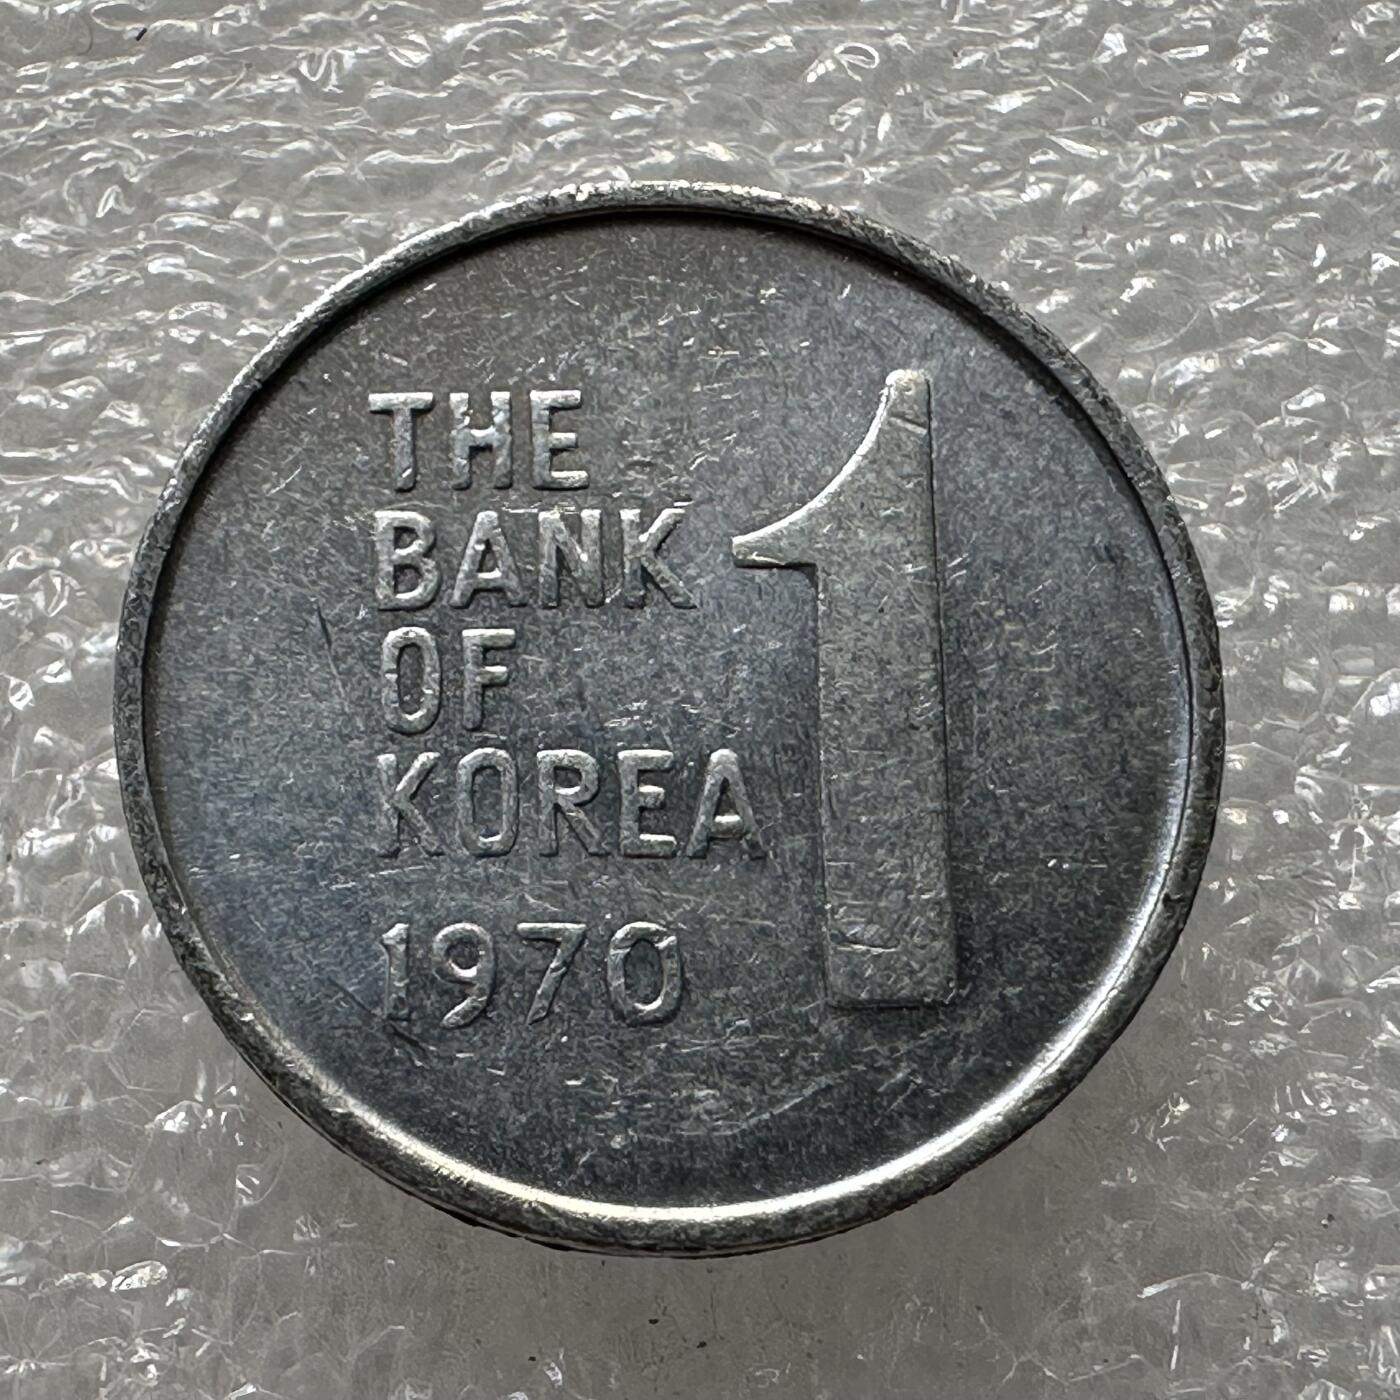 THE
BANK
OF
KOREA
1970
1